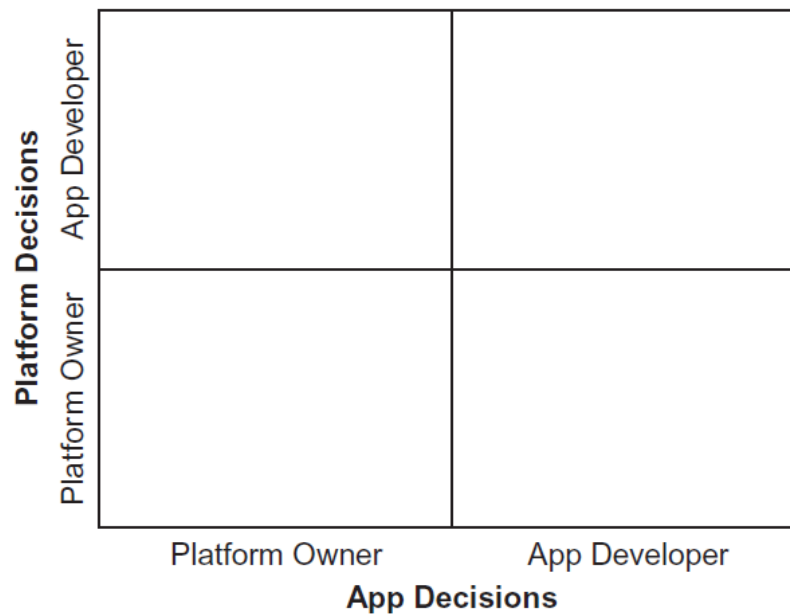 Platform Decisions
App Developer
Platform Owner
Platform Owner
App Developer
App Decisions